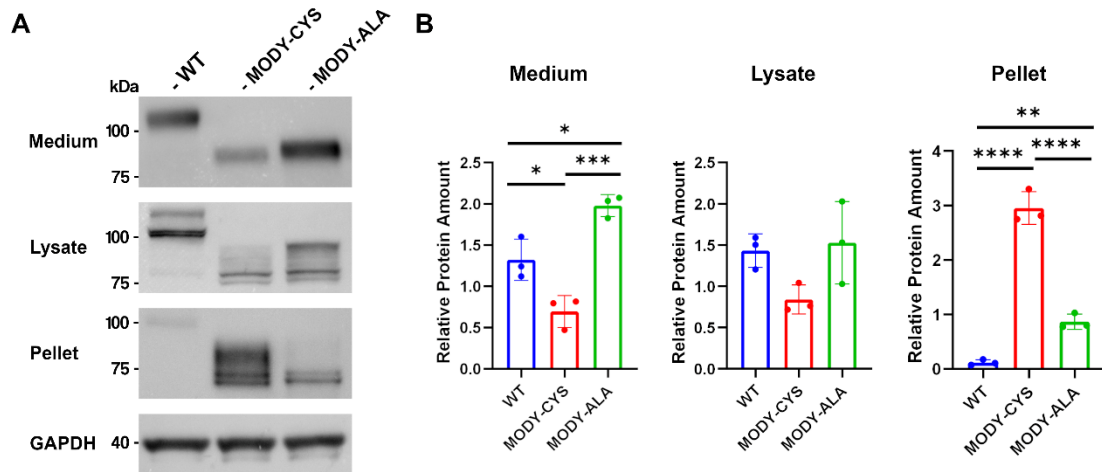 A
- WT
- MODY-CYS
- MODY-ALA
kDa
Medium
100 -
75 -
Lysate
100 -
75 -
Pellet
100 -
75 -
GAPDH
40 -
B
Medium
Relative Protein Amount
2.5
2.0
1.5
1.0
0.5
0.0
*
*
***
WT
MODY-CYS
MODY-ALA
Lysate
Relative Protein Amount
2.5
2.0
1.5
1.0
0.5
0.0
WT
MODY-CYS
MODY-ALA
Pellet
Relative Protein Amount
4
3
2
1
0
**
**** ****
WT
MODY-CYS
MODY-ALA